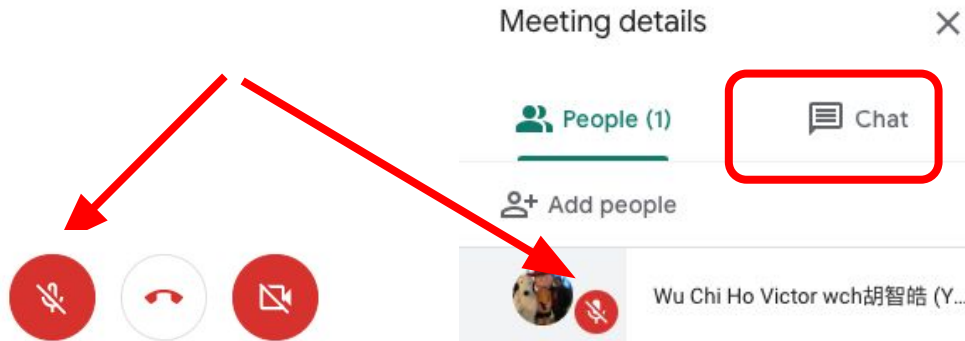 Meeting details
People (1)
Chat
Add people
Wu Chi Ho Victor wch胡智皓 (Y...